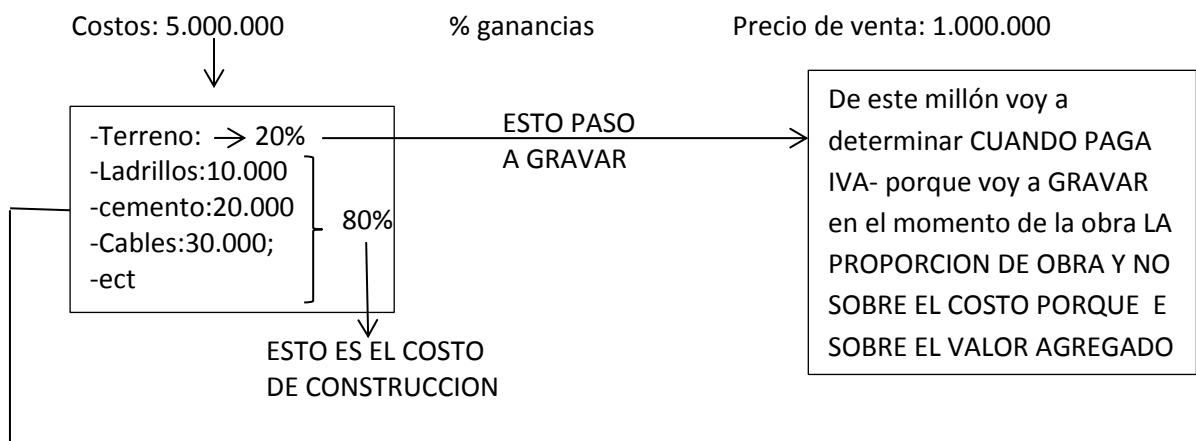 Costos: 5.000.000 % ganancias Precio de venta: 1.000.000
-Terreno: 20%
-Ladrillos:10.000
-cemento:20.000
-Cables:30.000;
-ect
80%
ESTO PASO
A GRAVAR
De este millón voy a
determinar CUANDO PAGA
IVA- porque voy a GRAVAR
en el momento de la obra LA
PROPORCION DE OBRA Y NO
SOBRE EL COSTO PORQUE E
SOBRE EL VALOR AGREGADO
ESTO ES EL COSTO
DE CONSTRUCCION